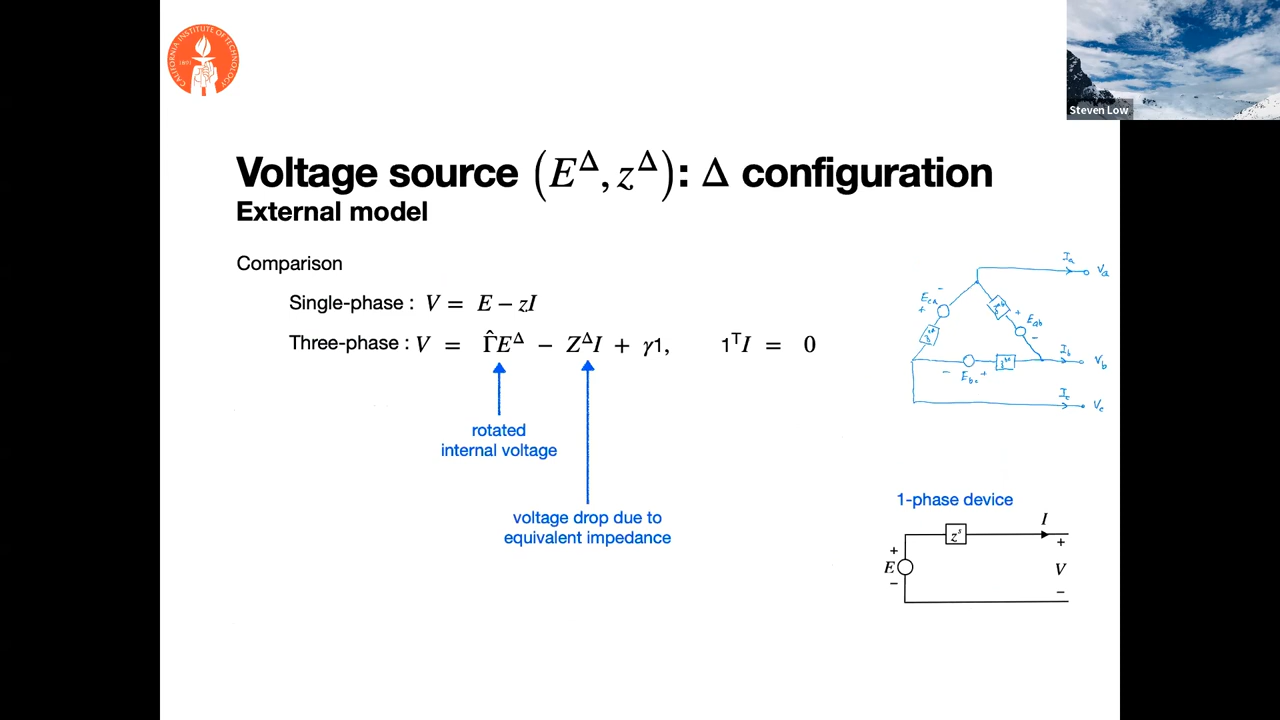 CALIFORNIA INSTITUTE OF TECHNOLOGY
1891
Steven Low
Voltage source (E^Δ, z^Δ): Δ configuration
External model
Comparison
Single-phase : V = E − zI
Three-phase : V = Γ̂E^Δ − Z^ΔI + γ1, 1^T I = 0
rotated
internal voltage
voltage drop due to
equivalent impedance
I_a
V_a
E_ca
− +
+ −
E_ab
I_b
V_b
− +
E_bc
I_c
V_c
1-phase device
z^s
I
+
E
−
+
V
−